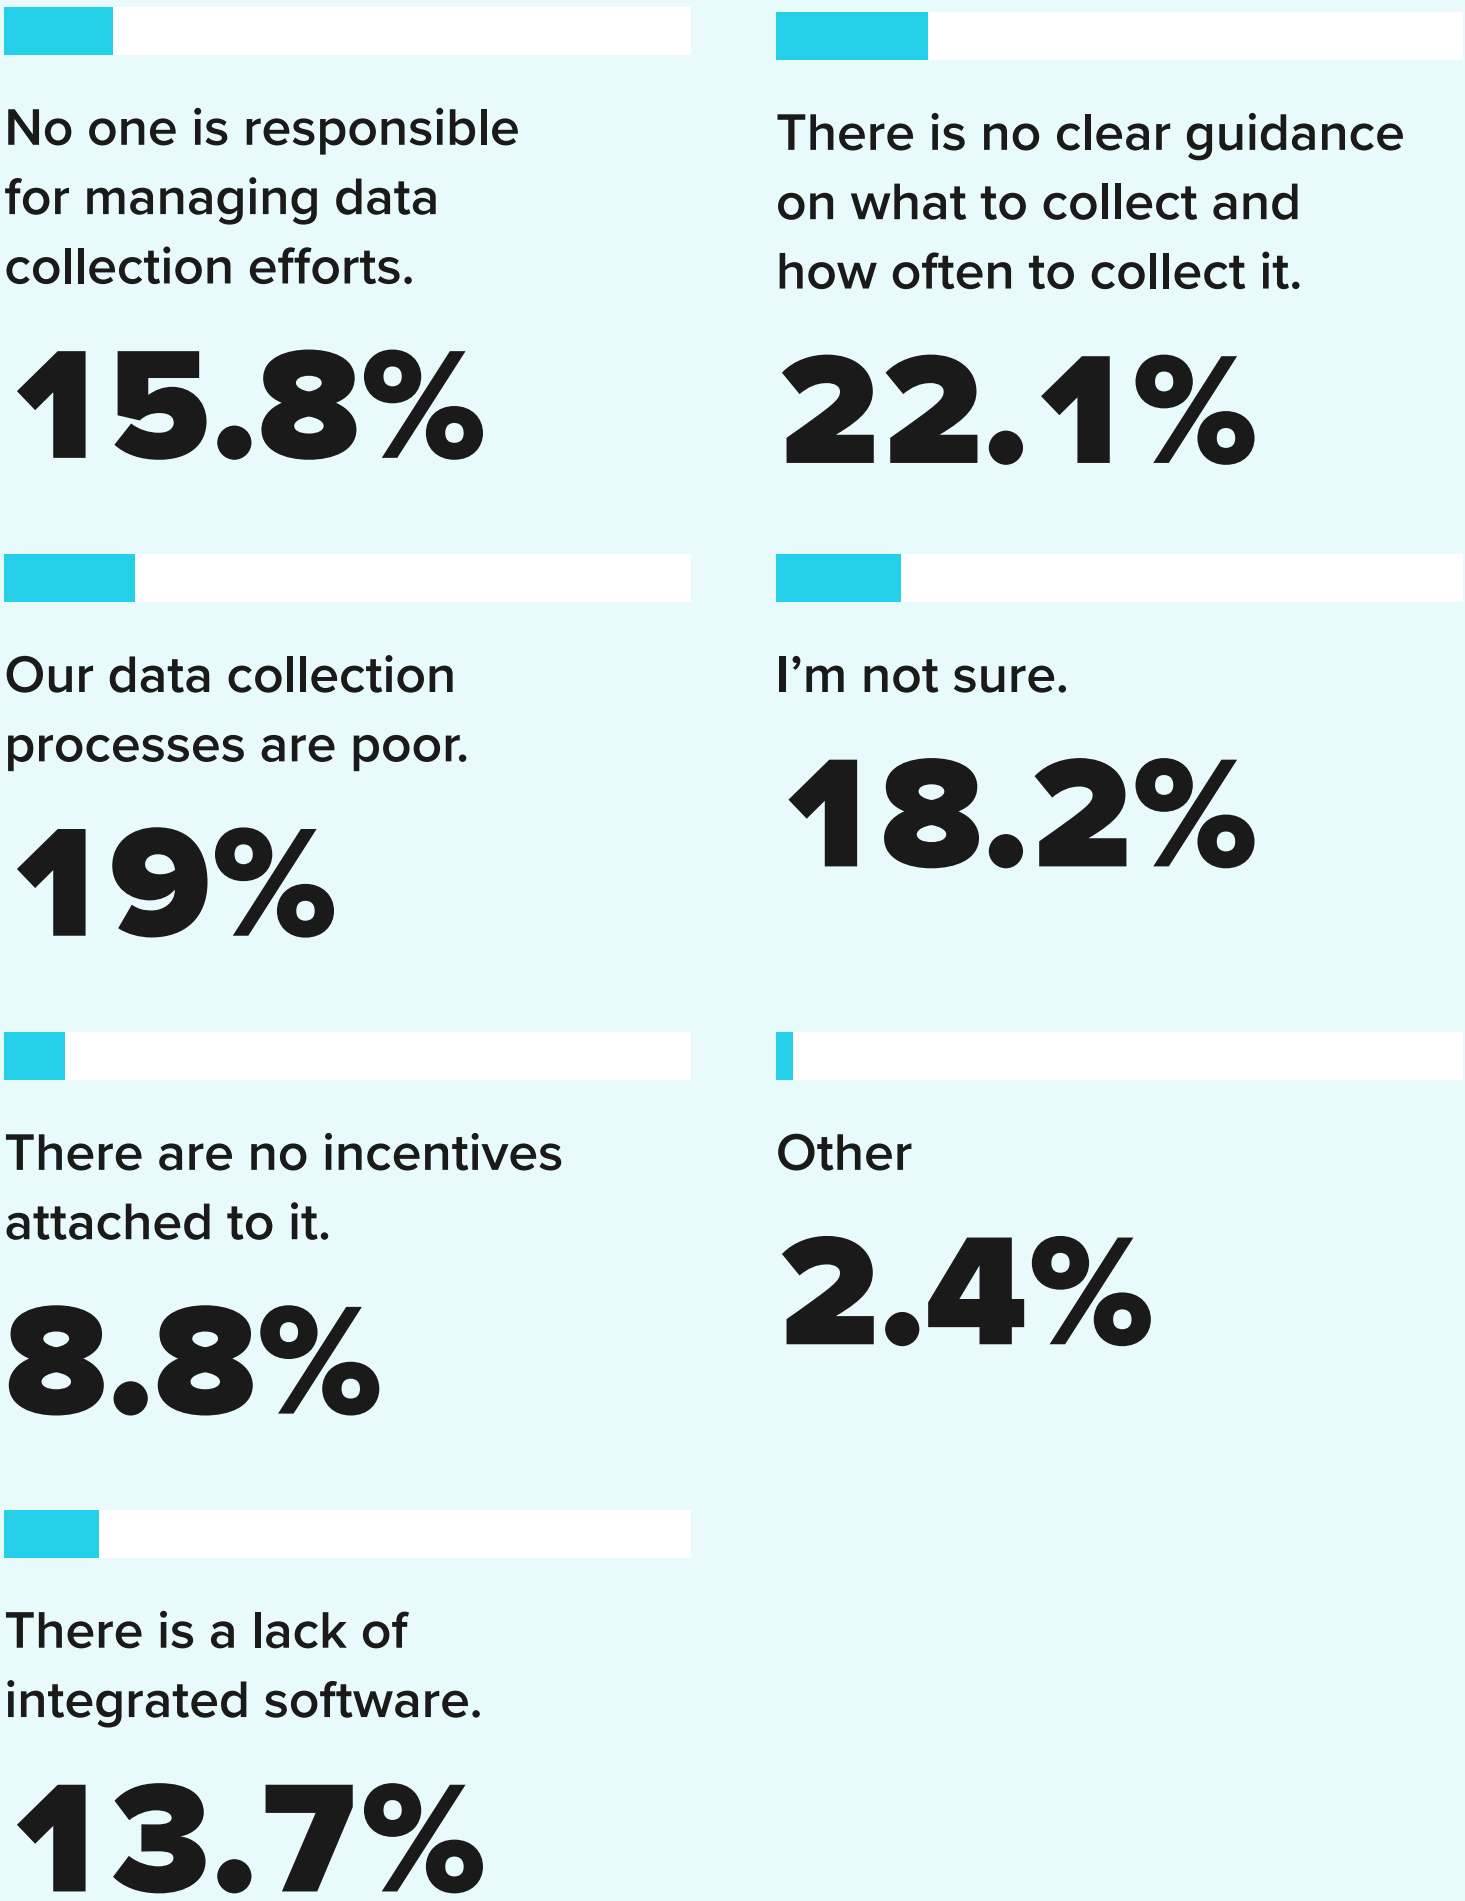 No one is responsible
for managing data
collection efforts.
15.8%
There is no clear guidance
on what to collect and
how often to collect it.
22.1%
Our data collection
processes are poor.
19%
I’m not sure.
18.2%
There are no incentives
attached to it.
8.8%
Other
2.4%
There is a lack of
integrated software.
13.7%